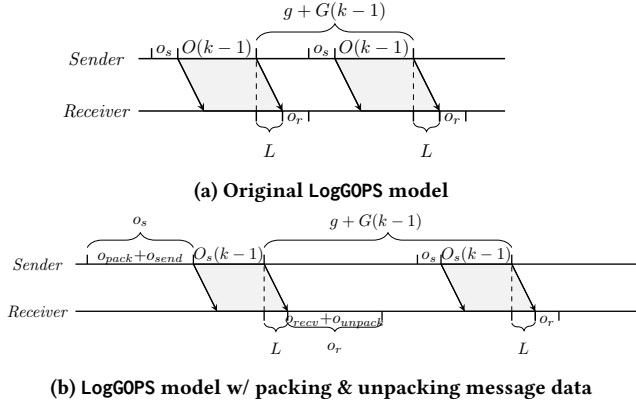 g + G(k − 1)
o_s O(k − 1) o_s O(k − 1)
Sender
Receiver
o_r o_r
L L
(a) Original LogGOPS model
o_s g + G(k − 1)
o_pack+o_send O_s(k − 1) o_s O_s(k − 1)
Sender
Receiver
o_recv+o_unpack o_r
L o_r L
(b) LogGOPS model w/ packing & unpacking message data